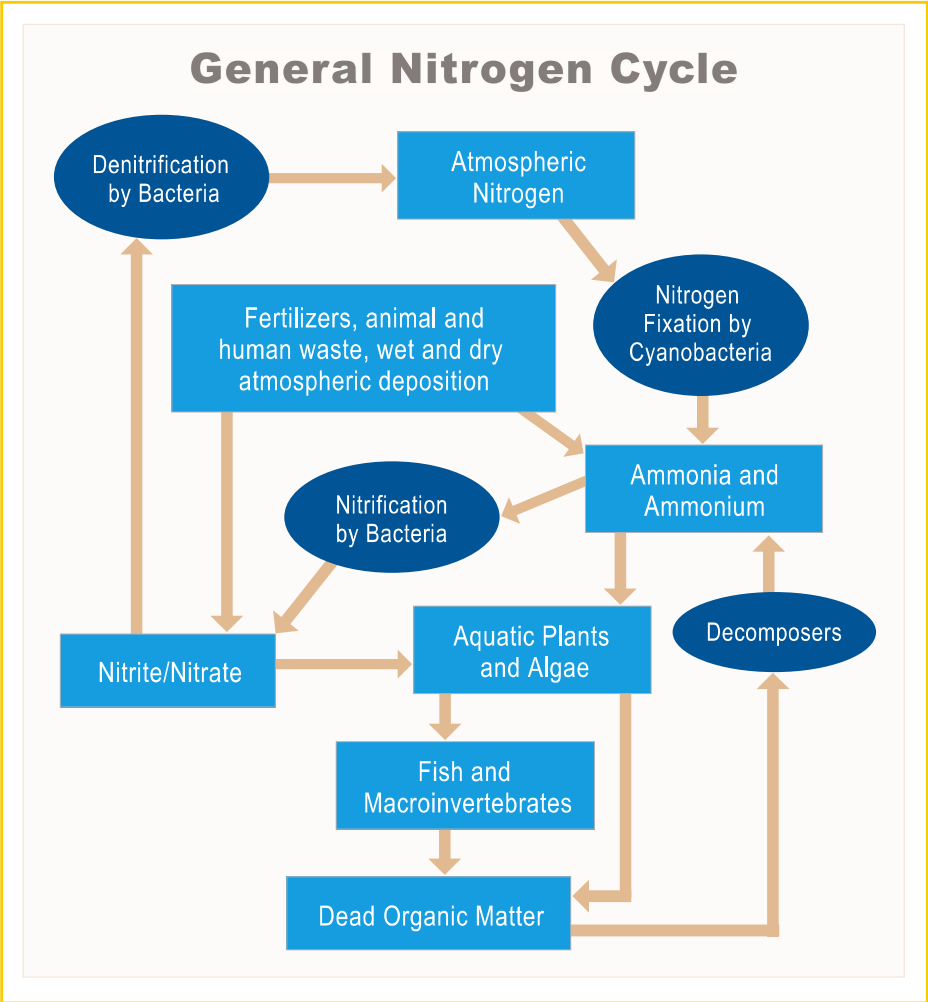 General Nitrogen Cycle
Denitrification
by Bacteria
Atmospheric
Nitrogen
Nitrogen
Fixation by
Cyanobacteria
Fertilizers, animal and
human waste, wet and dry
atmospheric deposition
Ammonia and
Ammonium
Nitrification
by Bacteria
Nitrite/Nitrate
Aquatic Plants
and Algae
Decomposers
Fish and
Macroinvertebrates
Dead Organic Matter